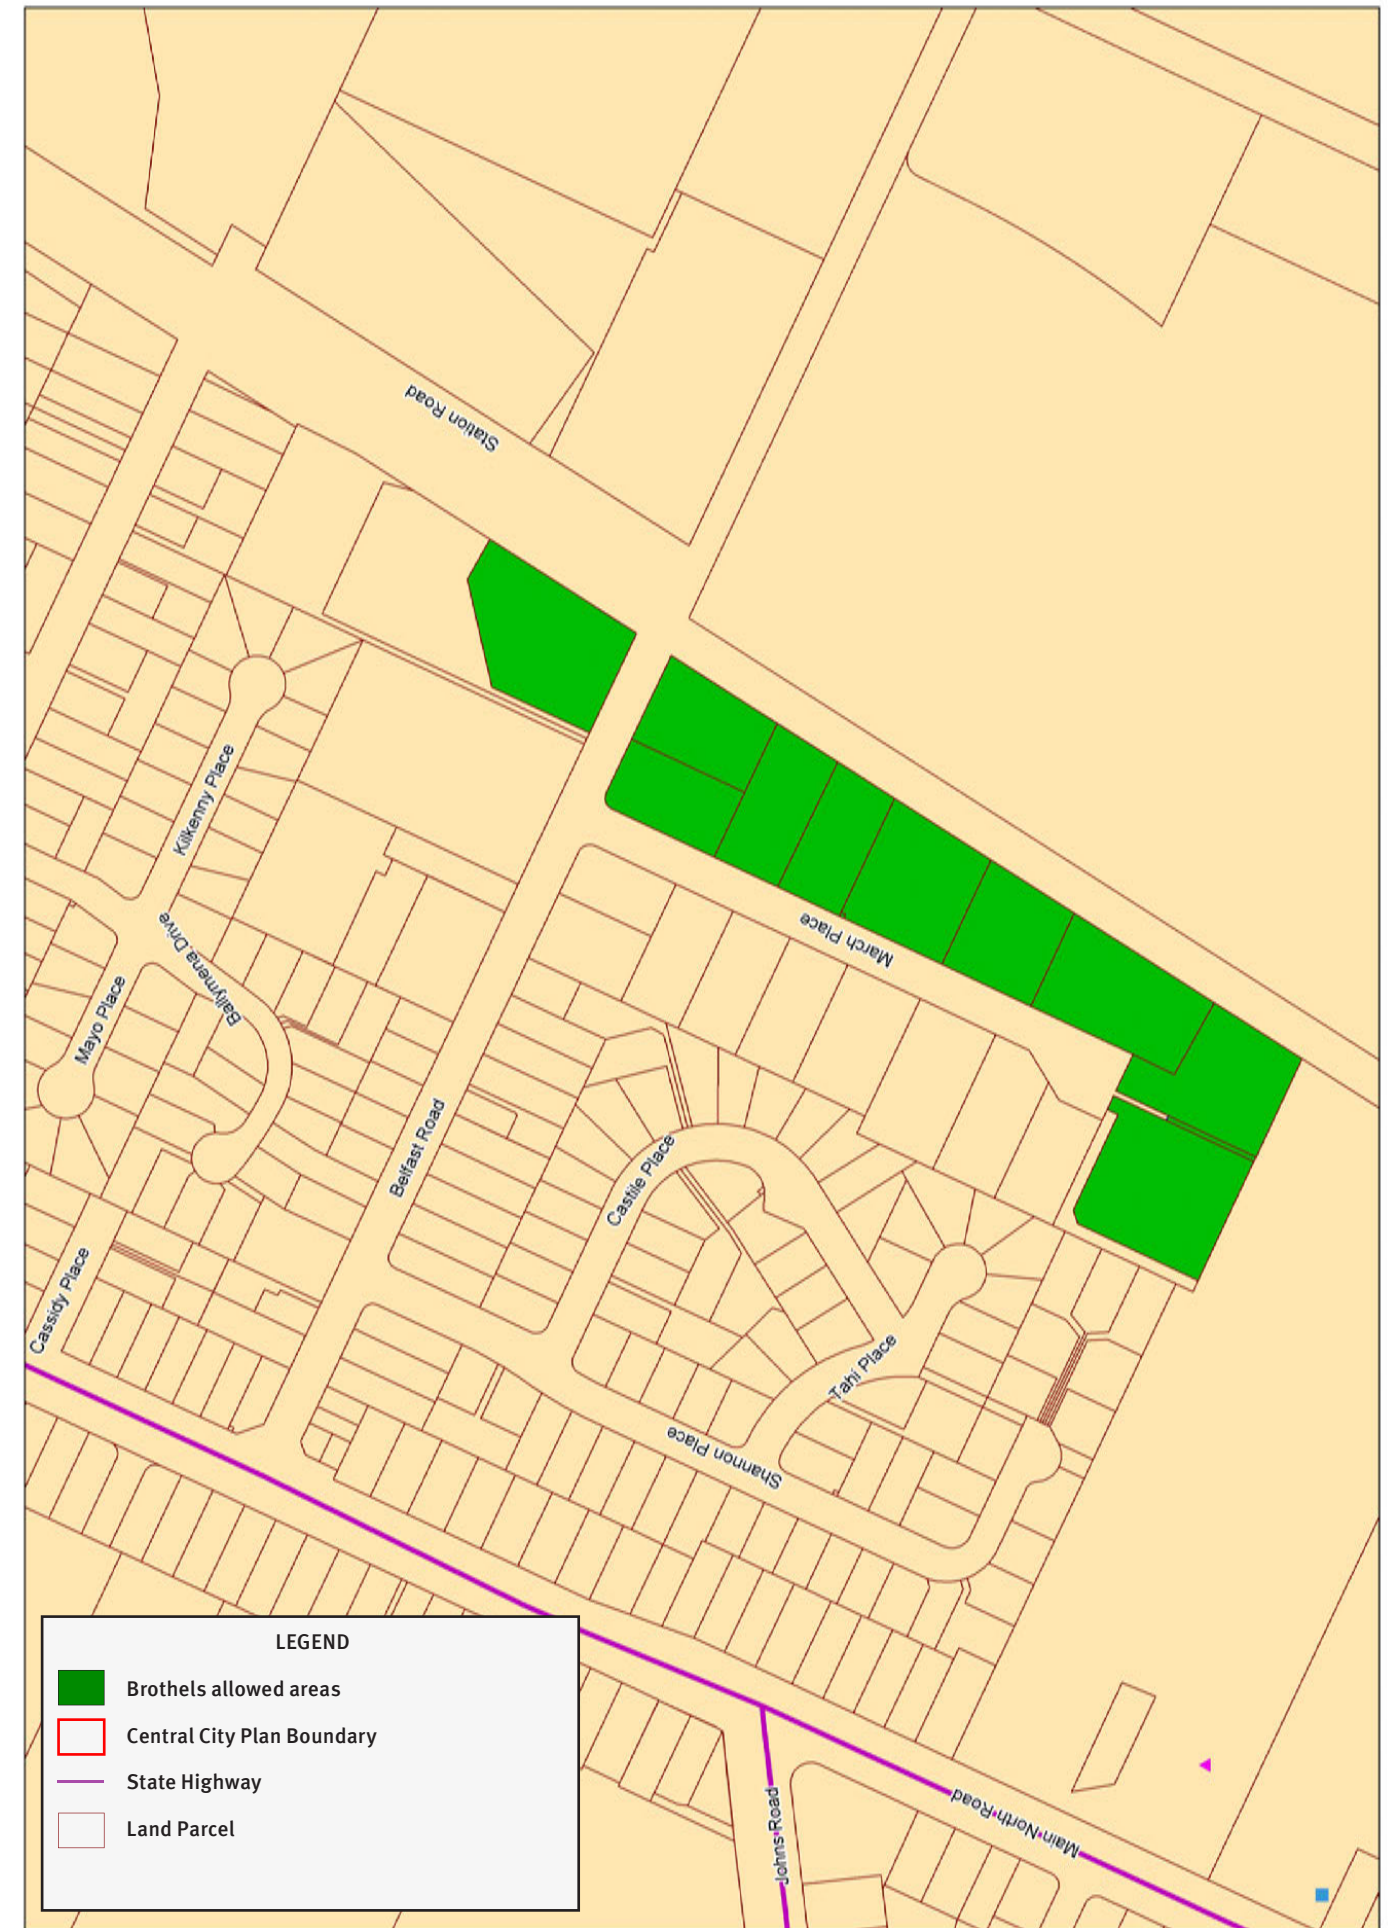 Station Road
Kilkenny Place
March Place
Ballymena Drive
Mayo Place
Belfast Road
Castile Place
Cassidy Place
Tahi Place
Shannon Place
LEGEND
Brothels allowed areas
Central City Plan Boundary
State Highway
Land Parcel
Johns Road
Main North Road